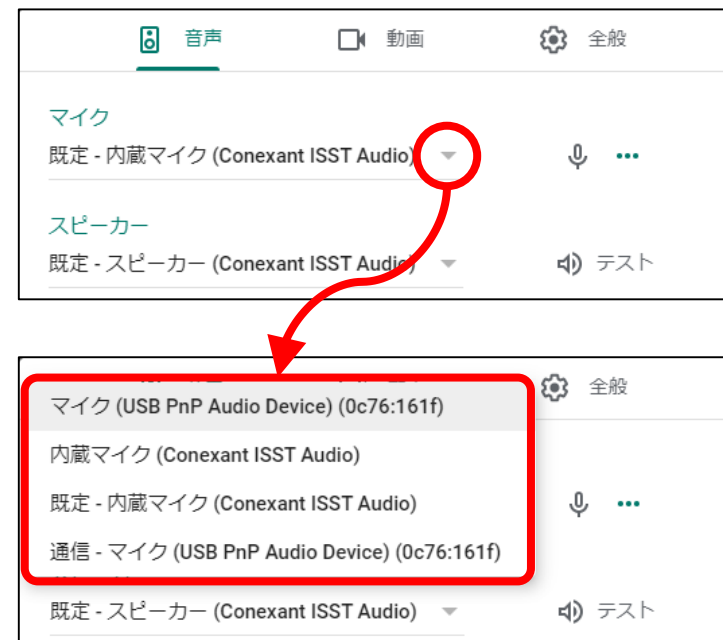 音声 動画 全般
マイク
既定 - 内蔵マイク (Conexant ISST Audio)
スピーカー
既定 - スピーカー (Conexant ISST Audio)
テスト
全般
マイク (USB PnP Audio Device) (0c76:161f)
内蔵マイク (Conexant ISST Audio)
既定 - 内蔵マイク (Conexant ISST Audio)
通信 - マイク (USB PnP Audio Device) (0c76:161f)
既定 - スピーカー (Conexant ISST Audio)
テスト